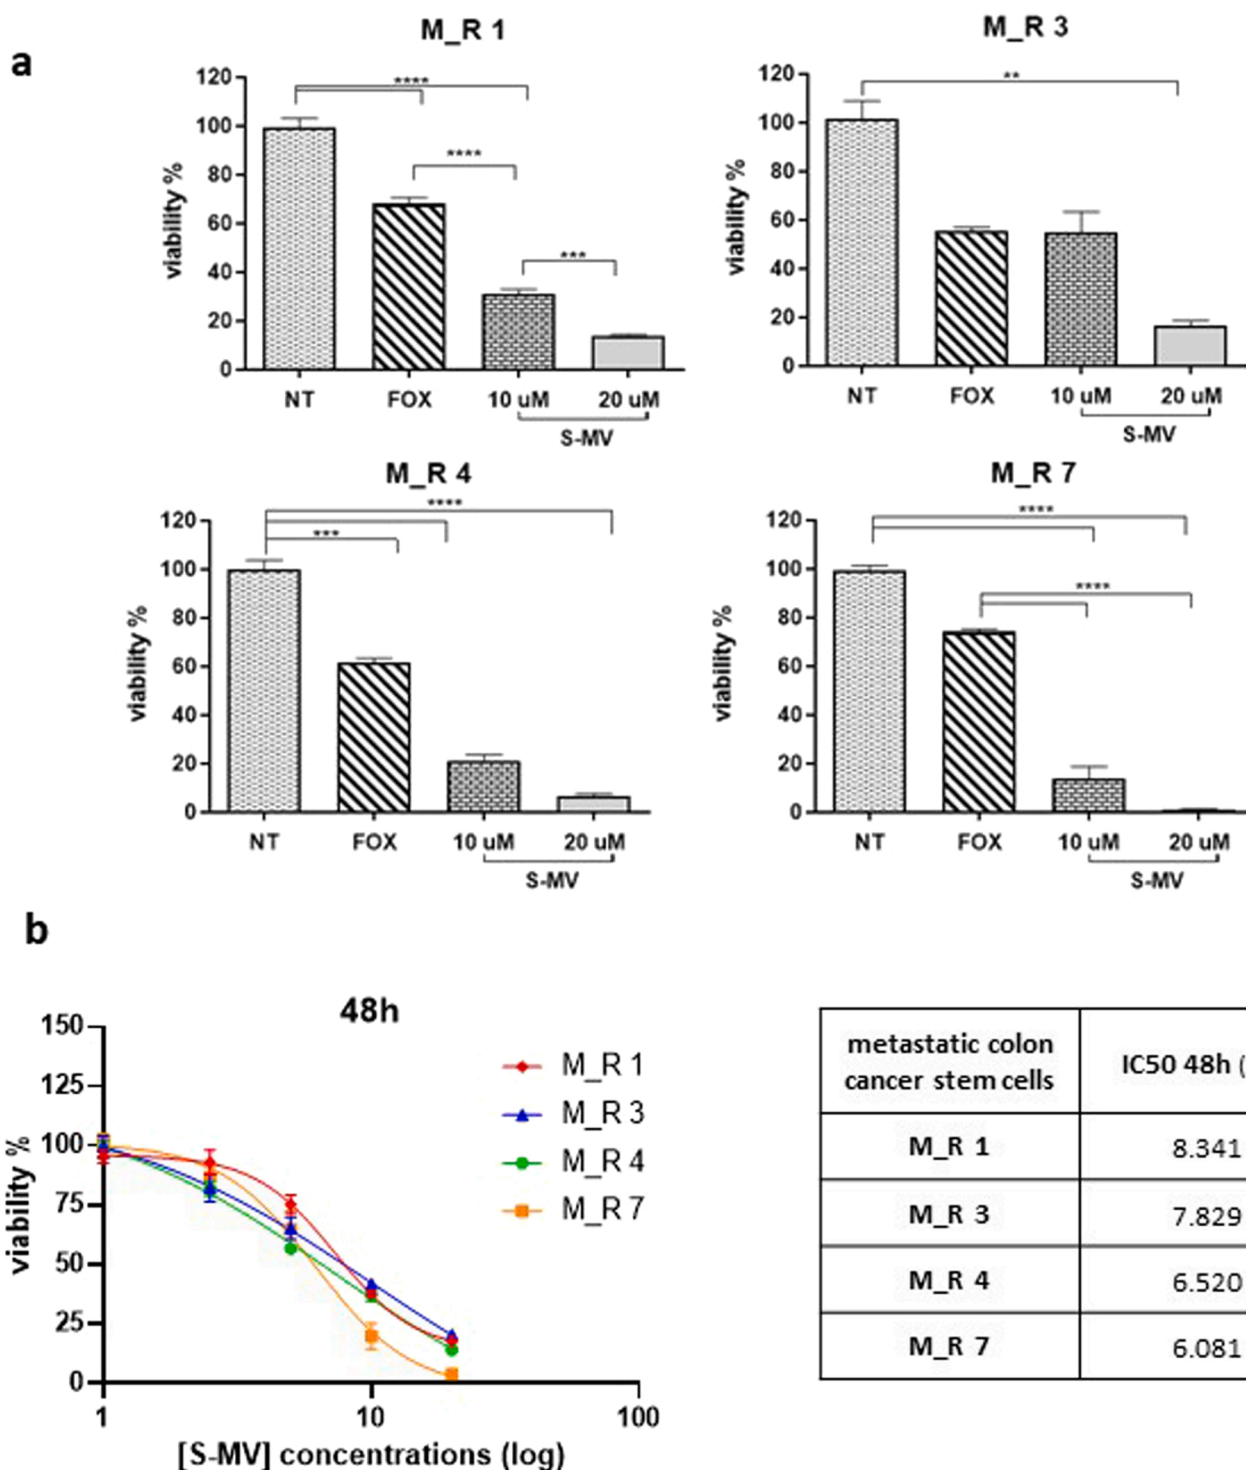 a
M_R 1
120
100
80
60
40
20
0
viability %
****
****
***
NT FOX 10 uM 20 uM
S-MV
M_R 3
120
100
80
60
40
20
0
viability %
**
NT FOX 10 uM 20 uM
S-MV
M_R 4
120
100
80
60
40
20
0
viability %
****
***
NT FOX 10 uM 20 uM
S-MV
M_R 7
120
100
80
60
40
20
0
viability %
****
****
NT FOX 10 uM 20 uM
S-MV
b
48h
150
125
100
75
50
25
0
viability %
M_R 1
M_R 3
M_R 4
M_R 7
1 10 100
[S-MV] concentrations (log)
metastatic colon
cancer stem cells
IC50 48h (
M_R 1 8.341
M_R 3 7.829
M_R 4 6.520
M_R 7 6.081